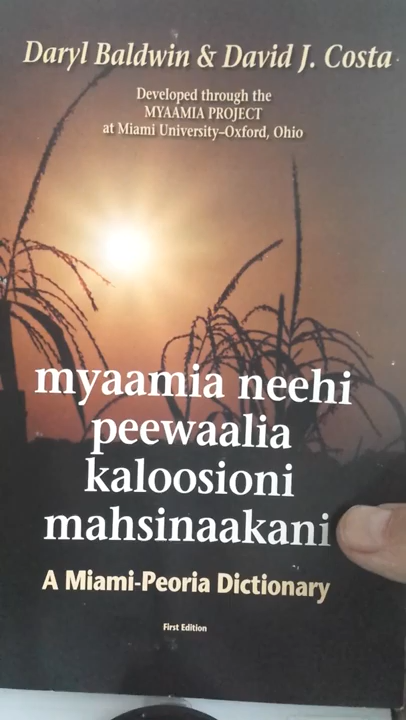 Daryl Baldwin & David J. Costa
Developed through the
MYAAMIA PROJECT
at Miami University–Oxford, Ohio
myaamia neehi
peewaalia
kaloosioni
mahsinaakani
A Miami-Peoria Dictionary
First Edition